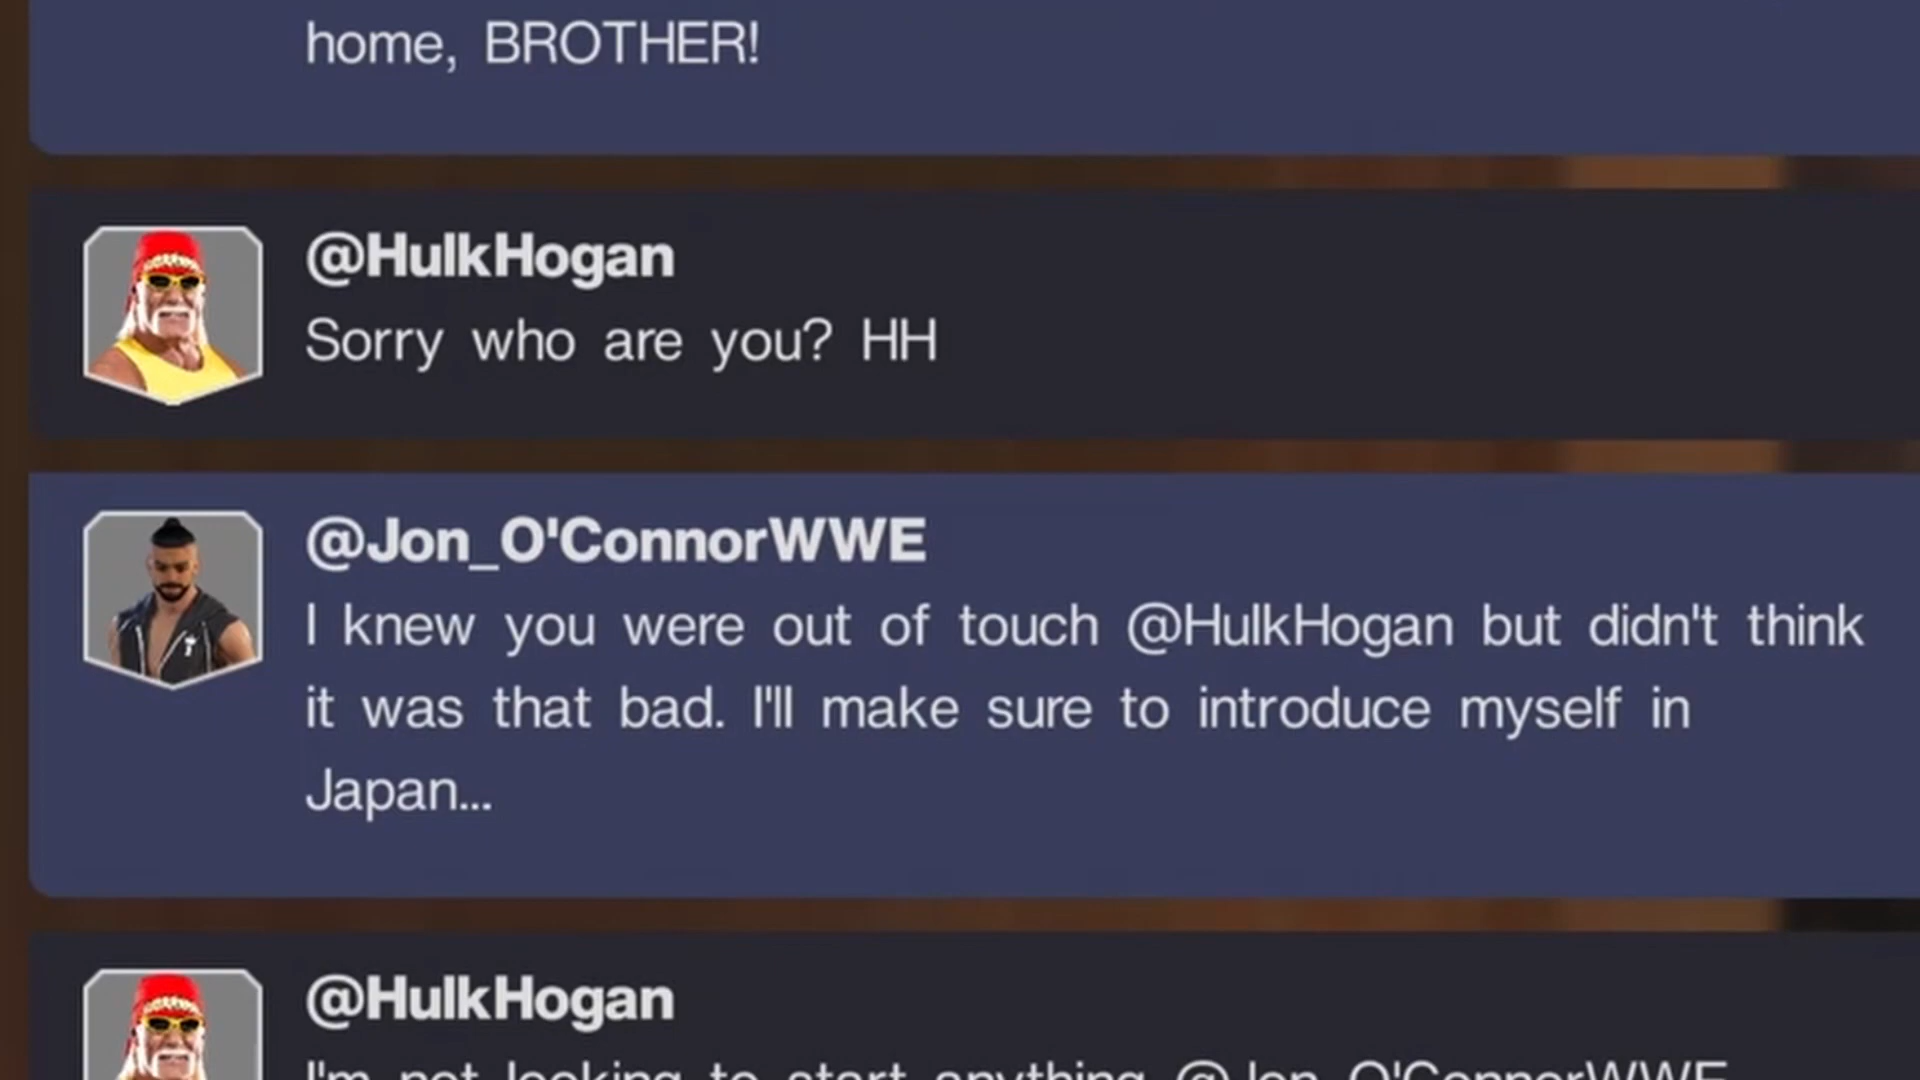 home, BROTHER!
@HulkHogan
Sorry who are you? HH
@Jon_O'ConnorWWE
I knew you were out of touch @HulkHogan but didn't think
it was that bad. I'll make sure to introduce myself in
Japan...
@HulkHogan
I'm not looking to start anything @Jon_O'ConnorWWE